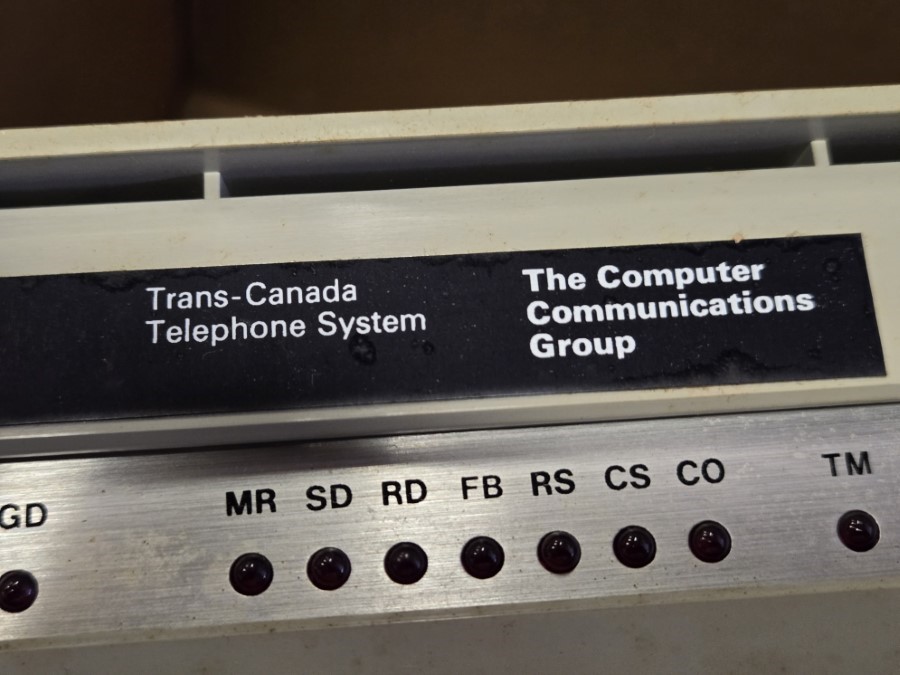 Trans-Canada
Telephone System
The Computer
Communications
Group
GD MR SD RD FB RS CS CO TM